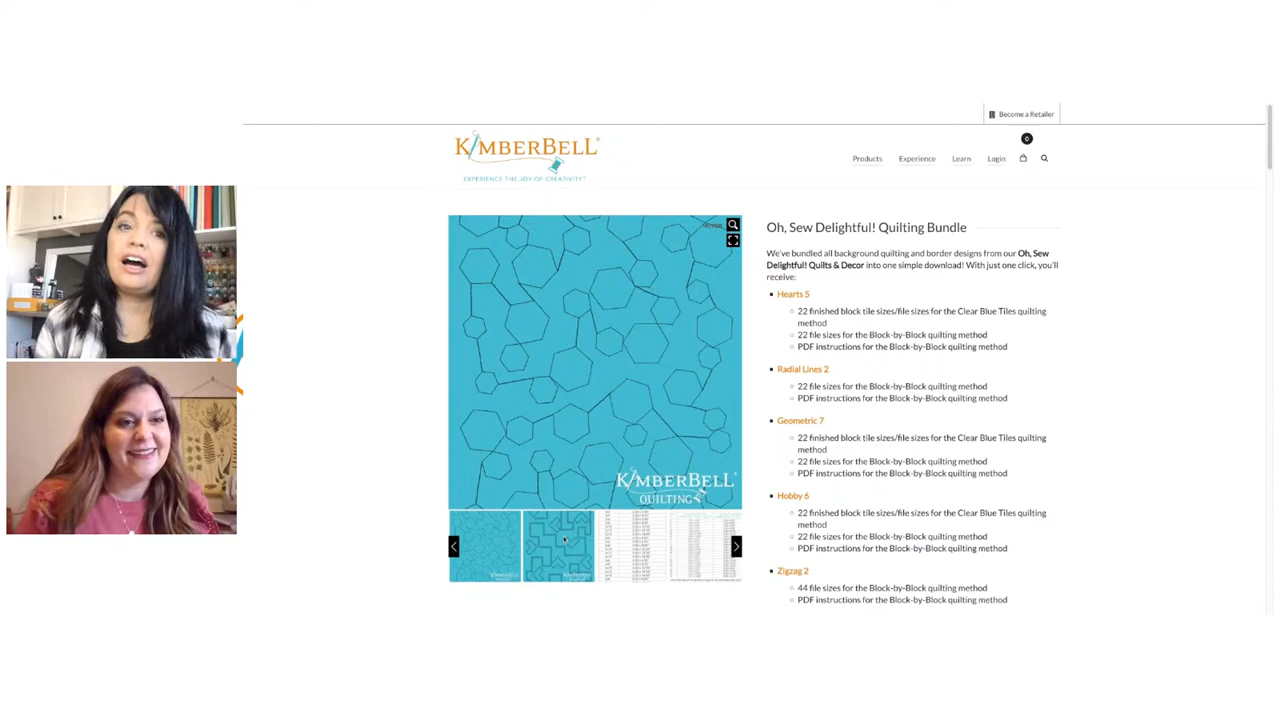 Become a Retailer
0
KIMBERBELL®
EXPERIENCE THE JOY OF CREATIVITY™
Products Experience Learn Login
Oh, Sew Delightful! Quilting Bundle
We've bundled all background quilting and border designs from our Oh, Sew
Delightful! Quilts & Decor into one simple download! With just one click, you'll
receive:
Hearts 5
22 finished block tile sizes/file sizes for the Clear Blue Tiles quilting
method
22 file sizes for the Block-by-Block quilting method
PDF instructions for the Block-by-Block quilting method
Radial Lines 2
22 file sizes for the Block-by-Block quilting method
PDF instructions for the Block-by-Block quilting method
Geometric 7
22 finished block tile sizes/file sizes for the Clear Blue Tiles quilting
method
22 file sizes for the Block-by-Block quilting method
PDF instructions for the Block-by-Block quilting method
Hobby 6
22 finished block tile sizes/file sizes for the Clear Blue Tiles quilting
method
22 file sizes for the Block-by-Block quilting method
PDF instructions for the Block-by-Block quilting method
Zigzag 2
44 file sizes for the Block-by-Block quilting method
PDF instructions for the Block-by-Block quilting method
KIMBERBELL
QUILTING